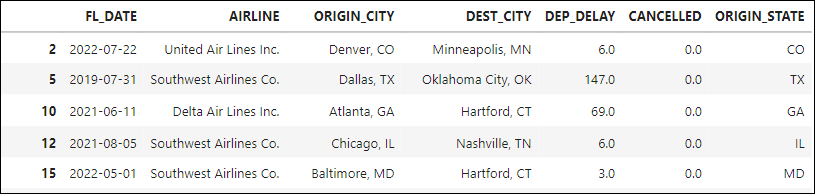 FL_DATE AIRLINE ORIGIN_CITY DEST_CITY DEP_DELAY CANCELLED ORIGIN_STATE
2 2022-07-22 United Air Lines Inc. Denver, CO Minneapolis, MN 6.0 0.0 CO
5 2019-07-31 Southwest Airlines Co. Dallas, TX Oklahoma City, OK 147.0 0.0 TX
10 2021-06-11 Delta Air Lines Inc. Atlanta, GA Hartford, CT 69.0 0.0 GA
12 2021-08-05 Southwest Airlines Co. Chicago, IL Nashville, TN 6.0 0.0 IL
15 2022-05-01 Southwest Airlines Co. Baltimore, MD Hartford, CT 3.0 0.0 MD